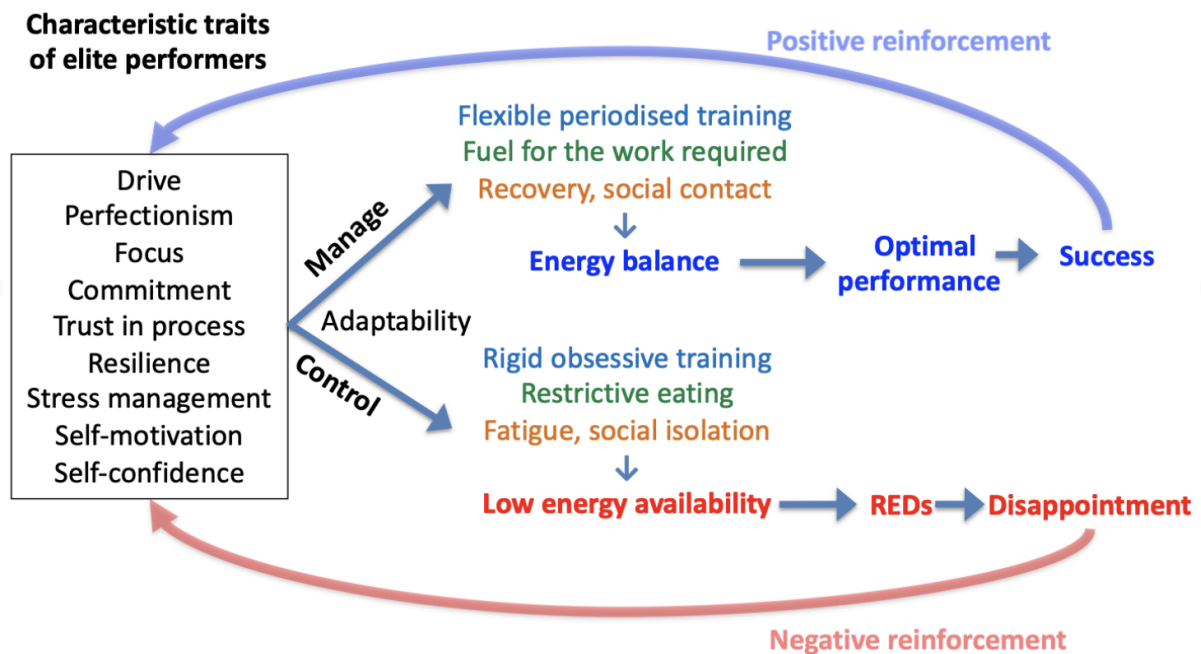 Characteristic traits
of elite performers
Positive reinforcement
Drive
Perfectionism
Focus
Commitment
Trust in process
Resilience
Stress management
Self-motivation
Self-confidence
Manage
Adaptability
Control
Flexible periodised training
Fuel for the work required
Recovery, social contact
Energy balance
Optimal
performance
Success
Rigid obsessive training
Restrictive eating
Fatigue, social isolation
Low energy availability
REDs
Disappointment
Negative reinforcement